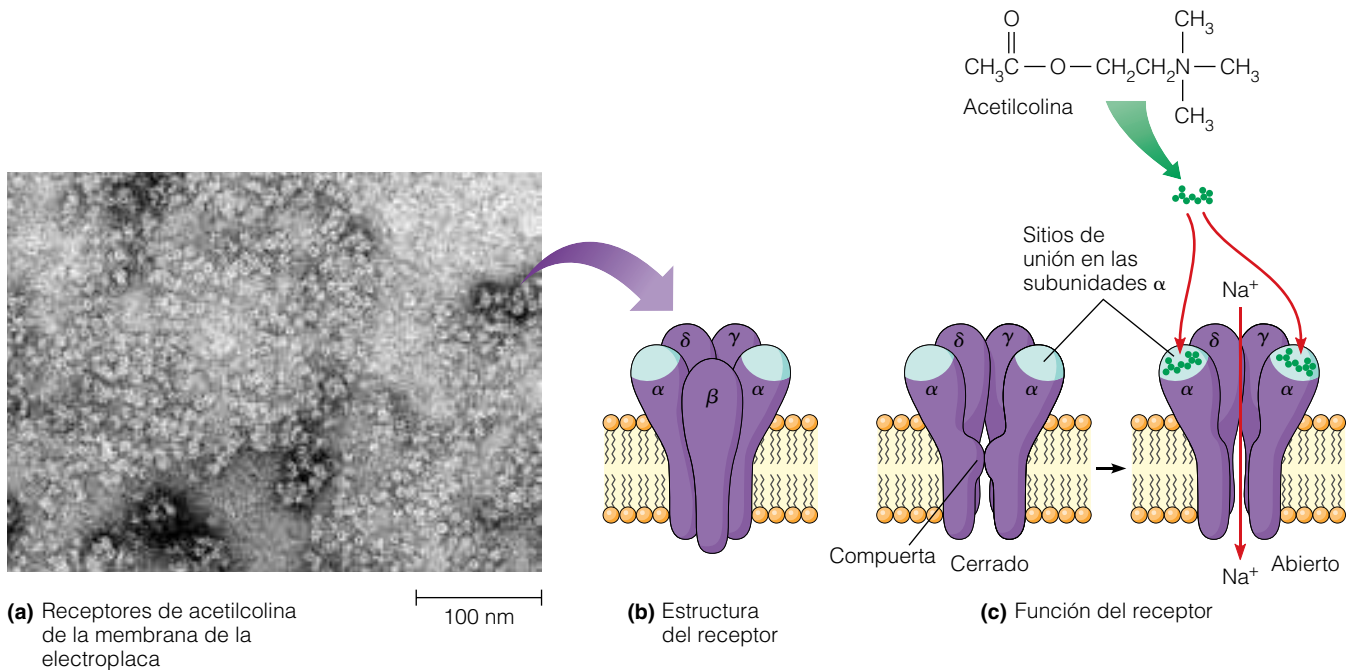 O
CH₃C — O — CH₂CH₂N — CH₃
CH₃
CH₃
Acetilcolina
Sitios de
unión en las
subunidades α
Na⁺
δ γ
α β α
δ γ
α α
δ γ
α α
Compuerta
Cerrado
Na⁺
Abierto
100 nm
(a) Receptores de acetilcolina
de la membrana de la
electroplaca
(b) Estructura
del receptor
(c) Función del receptor